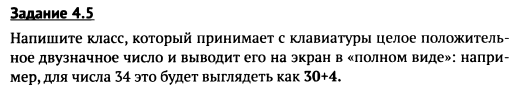 Задание 4.5
Напишите класс, который принимает с клавиатуры целое положитель-
ное двузначное число и выводит его на экран в «полном виде»: напри-
мер, для числа 34 это будет выглядеть как 30+4.